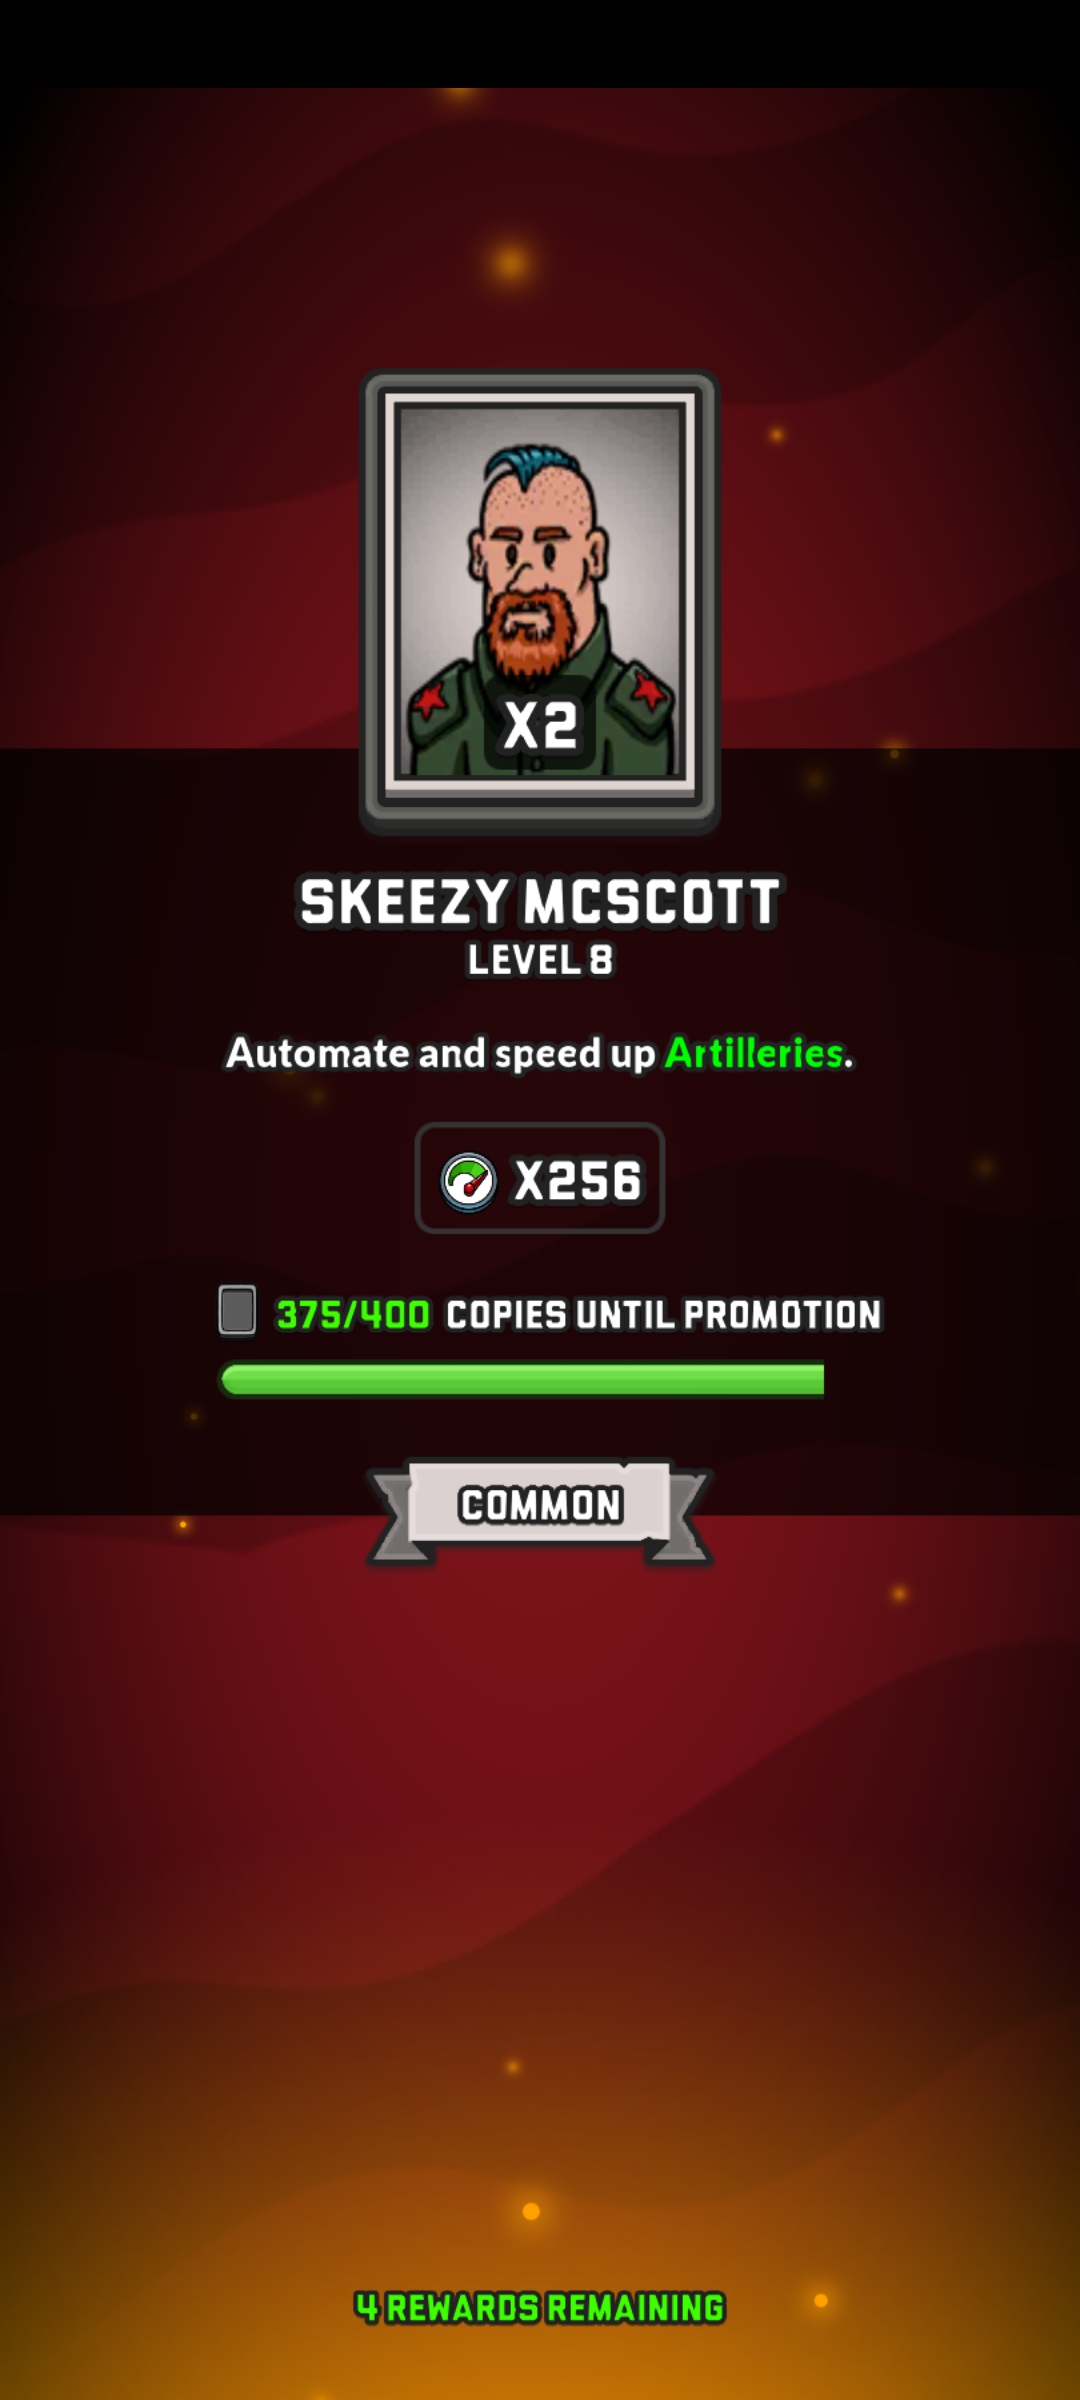 X2
SKEEZY MCSCOTT
LEVEL 8
Automate and speed up Artilleries.
X256
375/400 COPIES UNTIL PROMOTION
COMMON
4 REWARDS REMAINING